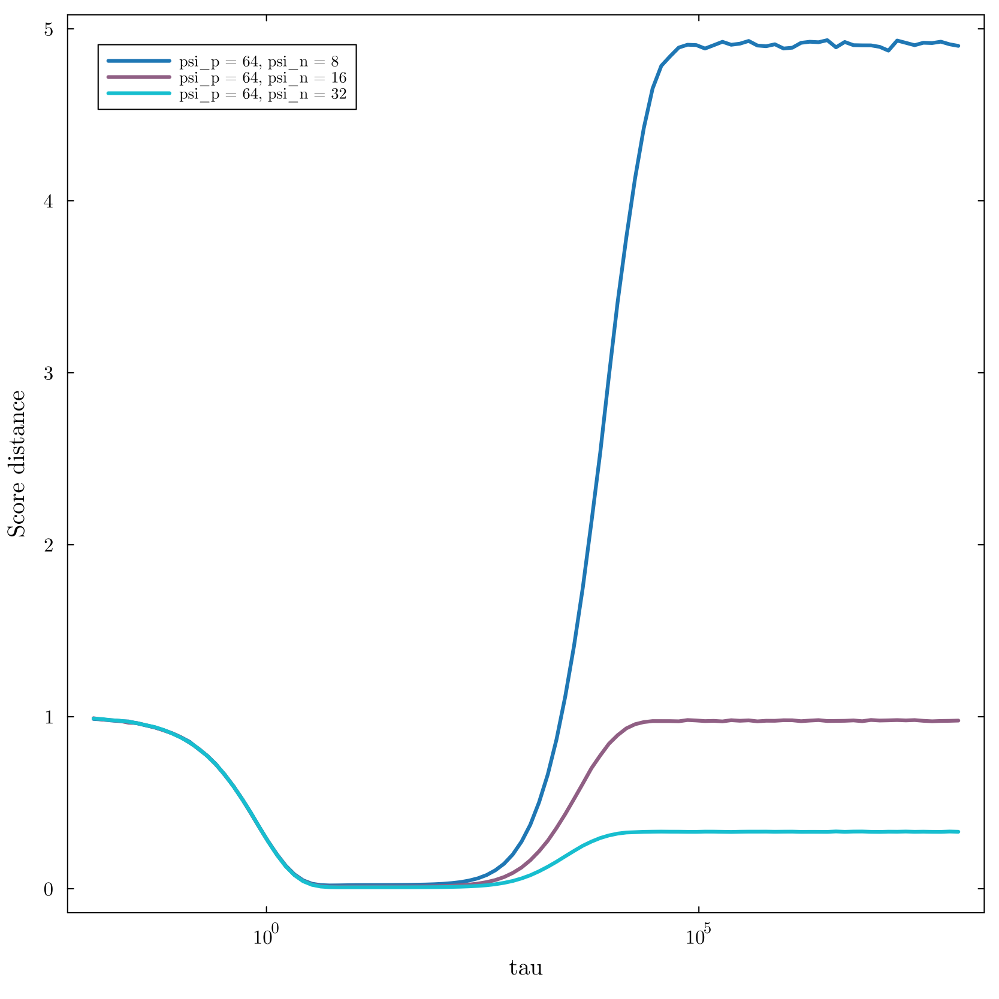 5
psi_p = 64, psi_n = 8
psi_p = 64, psi_n = 16
psi_p = 64, psi_n = 32
4
3
Score distance
2
1
0
10^0 10^5
tau